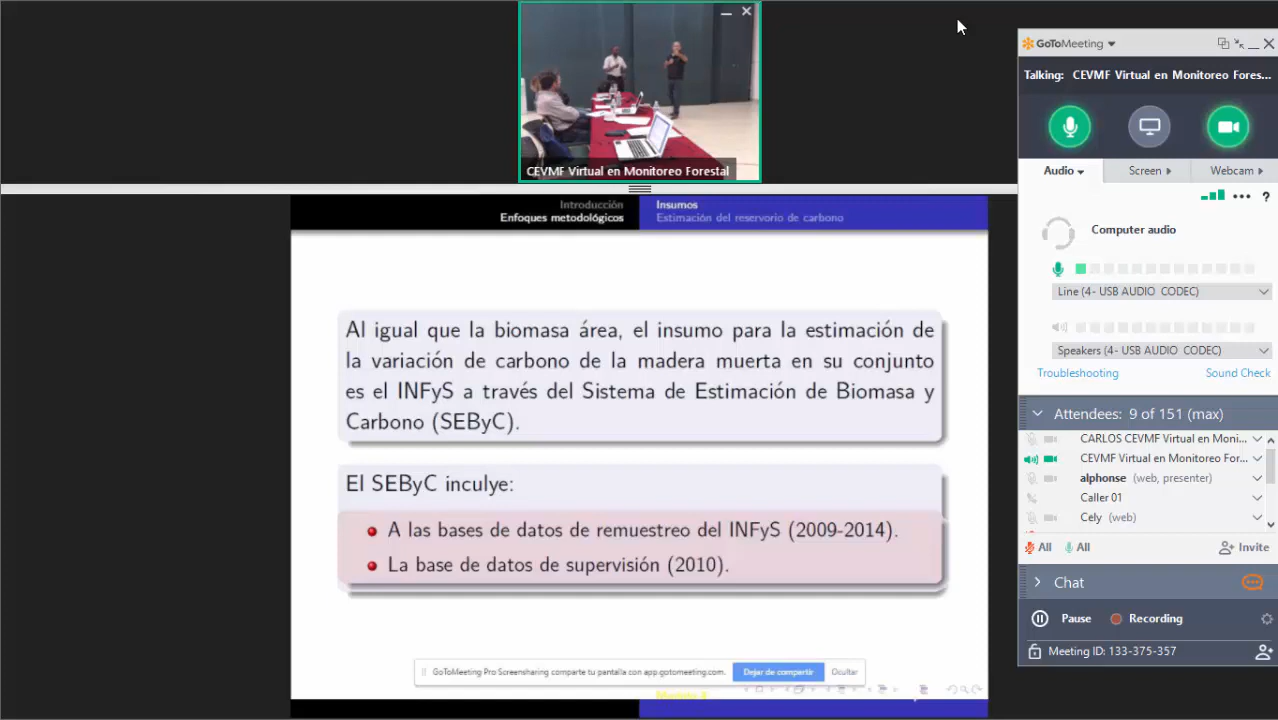 CEVMF Virtual en Monitoreo Forestal
GoToMeeting
Talking: CEVMF Virtual en Monitoreo Fores...
Audio
Screen
Webcam
?
Computer audio
Line (4- USB AUDIO CODEC)
Speakers (4- USB AUDIO CODEC)
Troubleshooting
Sound Check
Attendees: 9 of 151 (max)
CARLOS CEVMF Virtual en Moni...
CEVMF Virtual en Monitoreo For...
alphonse (web, presenter)
Caller 01
Cely (web)
All
All
Invite
Chat
Pause
Recording
Meeting ID: 133-375-357
Introducción
Enfoques metodológicos
Insumos
Estimación del reservorio de carbono
Al igual que la biomasa área, el insumo para la estimación de
la variación de carbono de la madera muerta en su conjunto
es el INFyS a través del Sistema de Estimación de Biomasa y
Carbono (SEByC).
El SEByC inculye:
A las bases de datos de remuestreo del INFyS (2009-2014).
La base de datos de supervisión (2010).
GoToMeeting Pro Screensharing comparte tu pantalla con app.gotomeeting.com.
Dejar de compartir
Ocultar